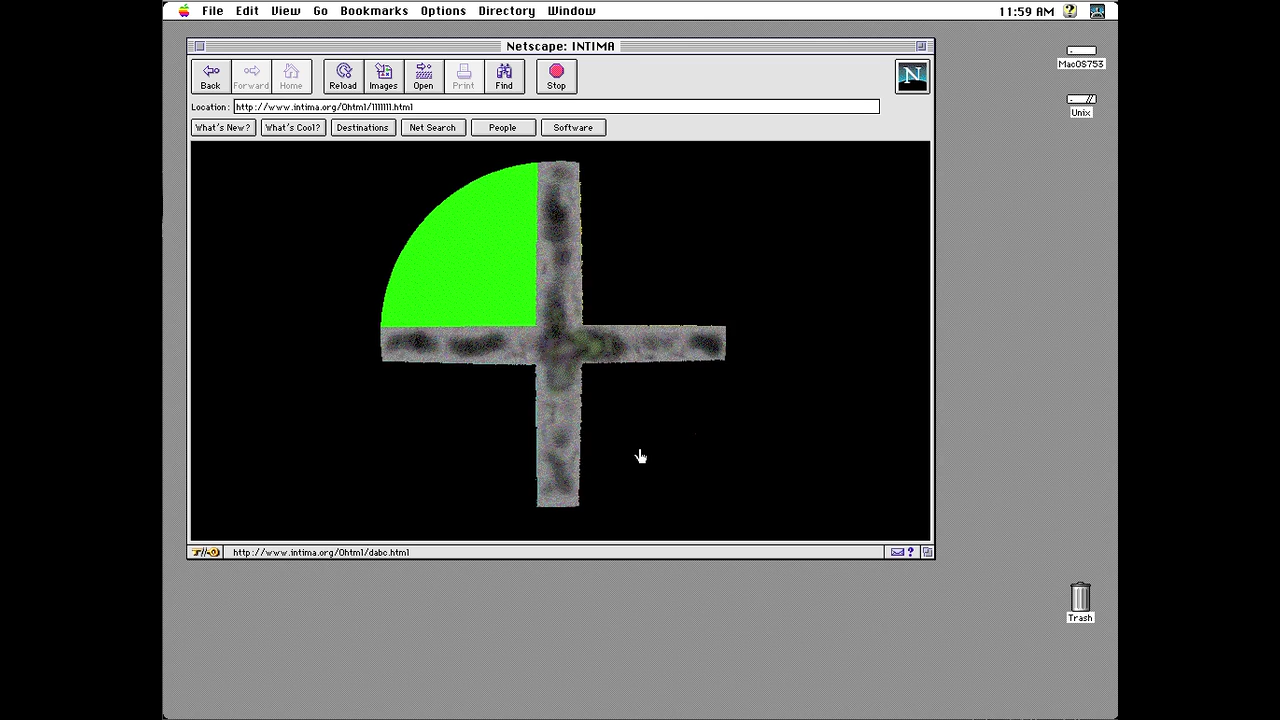 File Edit View Go Bookmarks Options Directory Window 11:59 AM
Netscape: INTIMA
Back Forward Home Reload Images Open Print Find Stop
N
Location: http://www.intima.org/0html/1111111.html
What's New? What's Cool? Destinations Net Search People Software
http://www.intima.org/0html/dabc.html
MacOS753
Unix
Trash